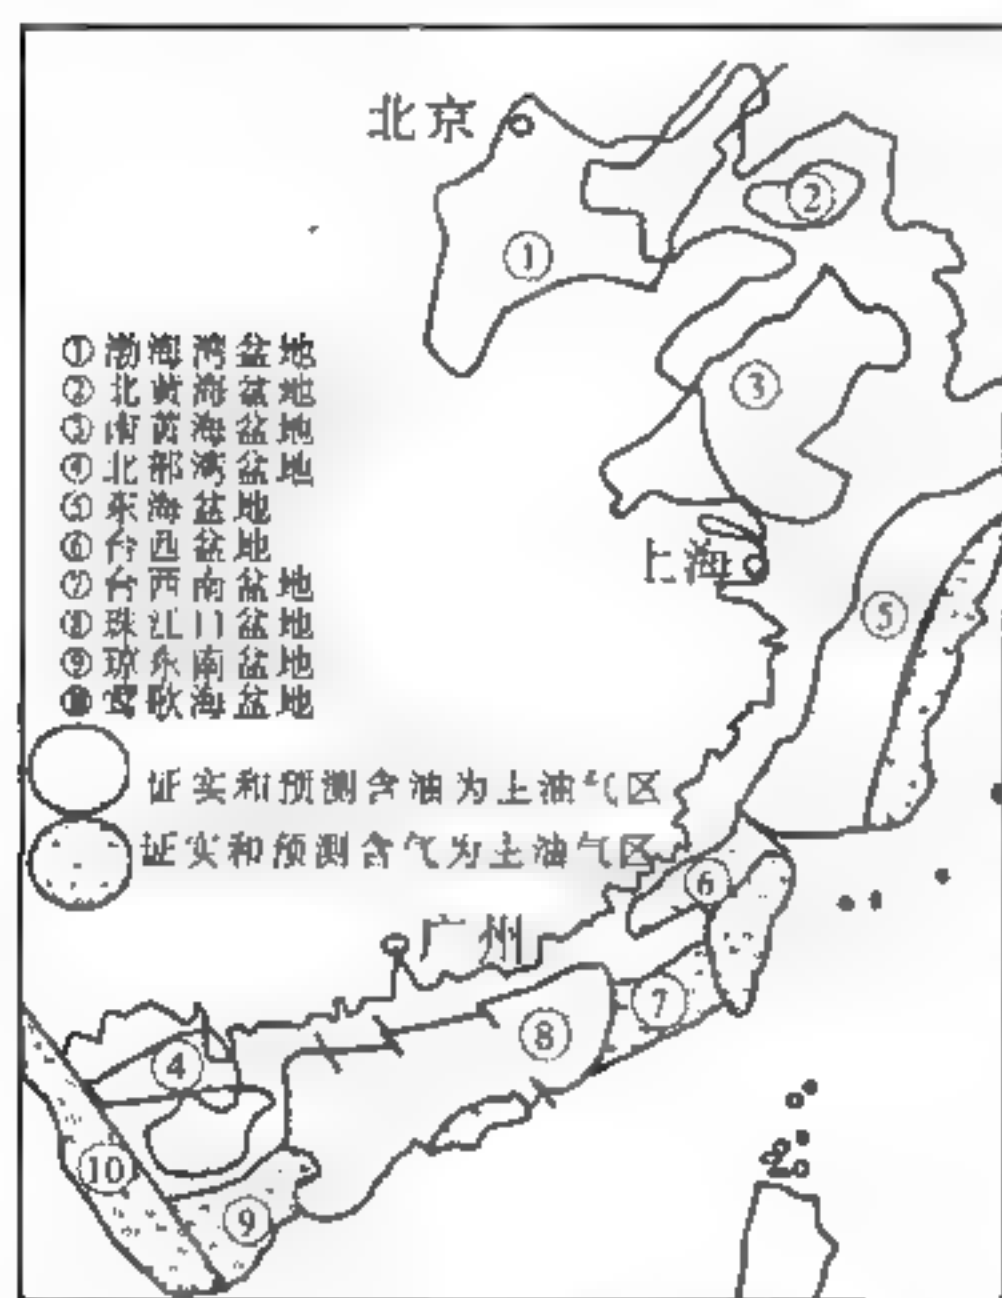 北京
①
②
③
① 渤海湾盆地
② 北黄海盆地
③ 南黄海盆地
④ 北部湾盆地
⑤ 东海盆地
⑥ 台西盆地
⑦ 台西南盆地
⑧ 珠江口盆地
⑨ 琼东南盆地
⑩ 莺歌海盆地
上海
⑤
证实和预测含油为主油气区
证实和预测含气为主油气区
⑥
广州
⑦
⑧
④
⑩
⑨